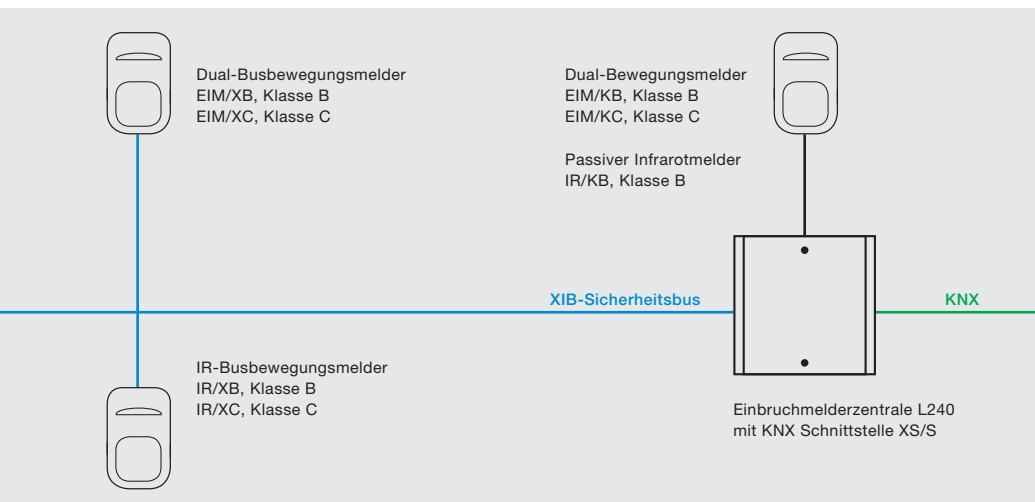 Dual-Busbewegungsmelder
EIM/XB, Klasse B
EIM/XC, Klasse C
Dual-Bewegungsmelder
EIM/KB, Klasse B
EIM/KC, Klasse C
Passiver Infrarotmelder
IR/KB, Klasse B
XIB-Sicherheitsbus
KNX
IR-Busbewegungsmelder
IR/XB, Klasse B
IR/XC, Klasse C
Einbruchmelderzentrale L240
mit KNX Schnittstelle XS/S